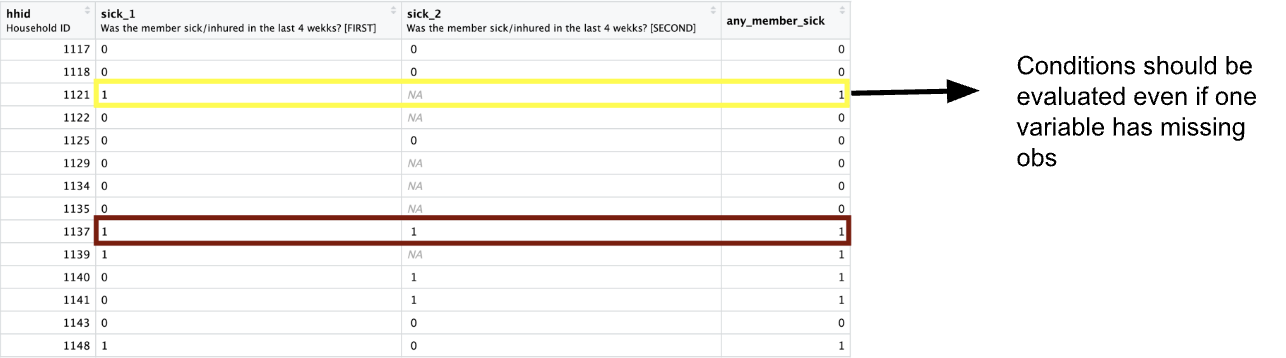 hhid sick_1 sick_2 any_member_sick
Household ID Was the member sick/inhured in the last 4 wekks? [FIRST] Was the member sick/inhured in the last 4 wekks? [SECOND]
1117 0 0 0
1118 0 0 0
1121 1 NA 1
1122 0 NA 0
1125 0 0 0
1129 0 NA 0
1134 0 NA 0
1135 0 NA 0
1137 1 1 1
1139 1 NA 1
1140 0 1 1
1141 0 1 1
1143 0 0 0
1148 1 0 1
Conditions should be
evaluated even if one
variable has missing
obs